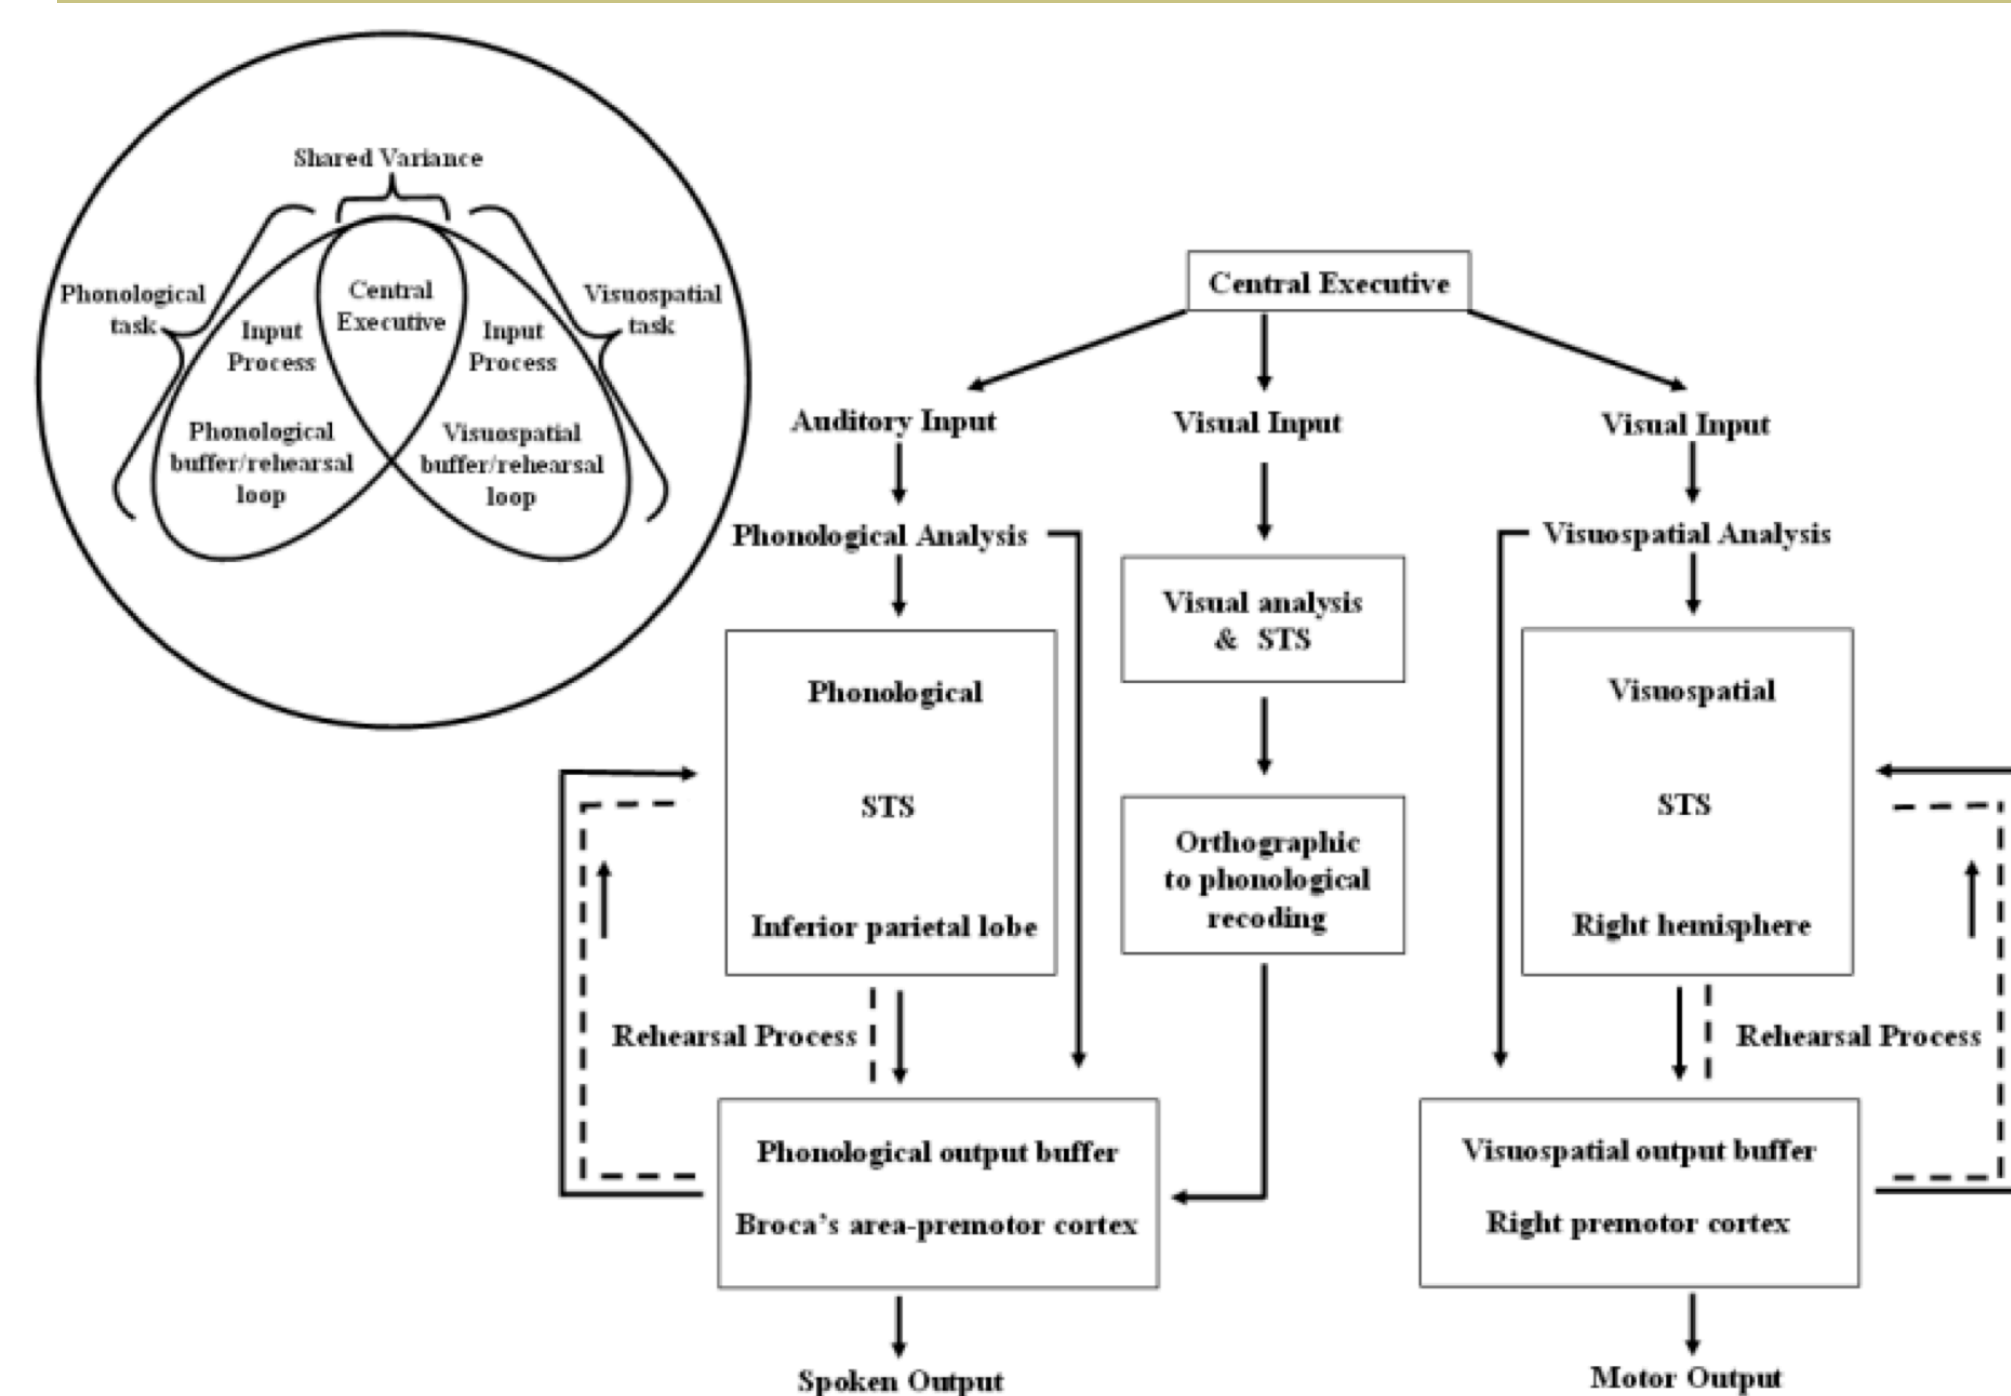 Shared Variance
Phonological
task
Visuospatial
task
Central
Executive
Input
Process
Input
Process
Phonological
buffer/rehearsal
loop
Visuospatial
buffer/rehearsal
loop
Central Executive
Auditory Input
Visual Input
Visual Input
Phonological Analysis
Visuospatial Analysis
Visual analysis
& STS
Phonological
STS
Inferior parietal lobe
Orthographic
to phonological
recoding
Visuospatial
STS
Right hemisphere
Rehearsal Process
Rehearsal Process
Phonological output buffer
Broca's area-premotor cortex
Visuospatial output buffer
Right premotor cortex
Spoken Output
Motor Output